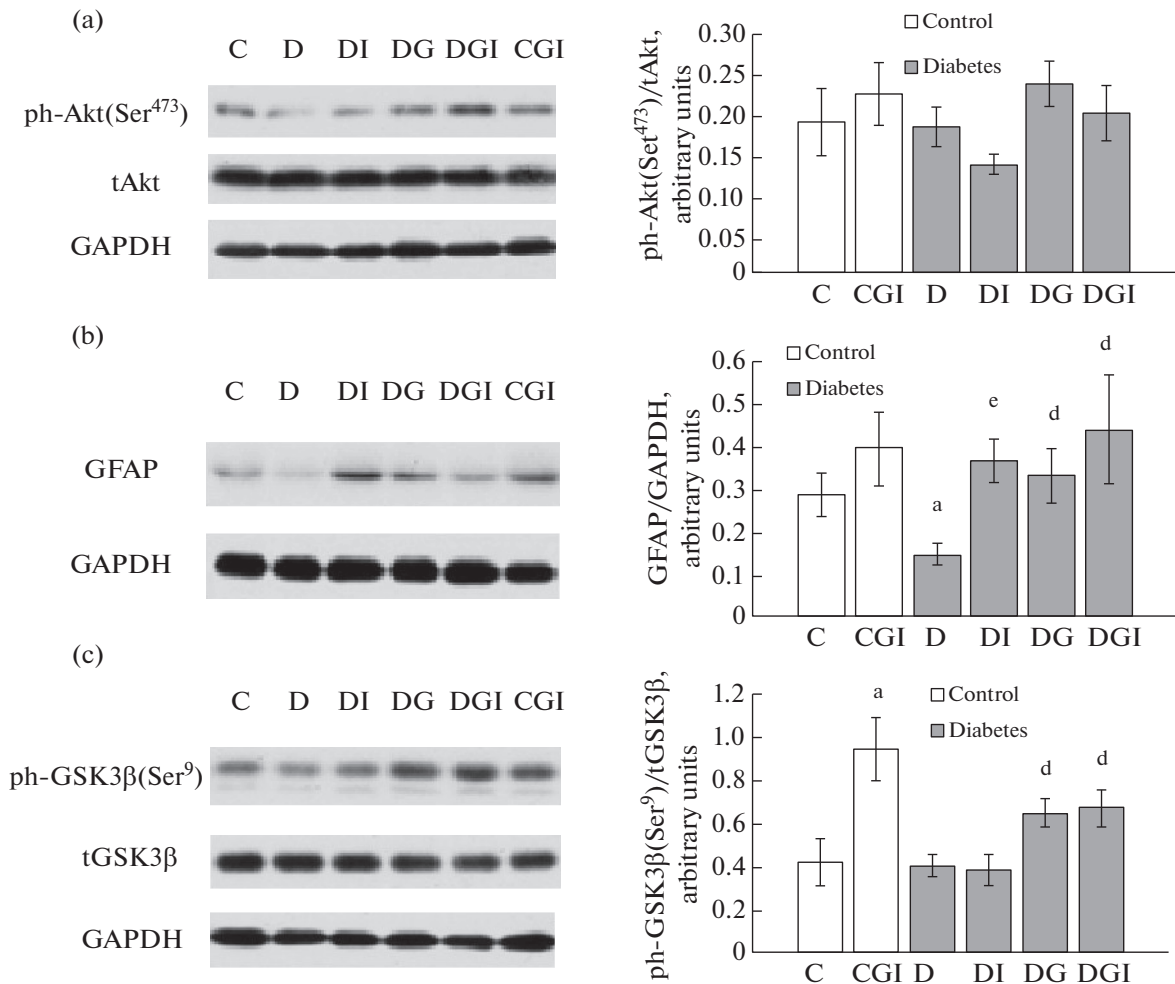 (a)
C D DI DG DGI CGI
ph-Akt(Ser⁴⁷³)
tAkt
GAPDH
ph-Akt(Set⁴⁷³)/tAkt,
arbitrary units
Control
Diabetes
0.30
0.25
0.20
0.15
0.10
0.05
0
C CGI D DI DG DGI
(b)
C D DI DG DGI CGI
GFAP
GAPDH
GFAP/GAPDH,
arbitrary units
Control
Diabetes
0.6
0.5
0.4
0.3
0.2
0.1
0
a e d d
C CGI D DI DG DGI
(c)
C D DI DG DGI CGI
ph-GSK3β(Ser⁹)
tGSK3β
GAPDH
ph-GSK3β(Ser⁹)/tGSK3β,
arbitrary units
Control
Diabetes
1.2
1.0
0.8
0.6
0.4
0.2
0
a d d
C CGI D DI DG DGI